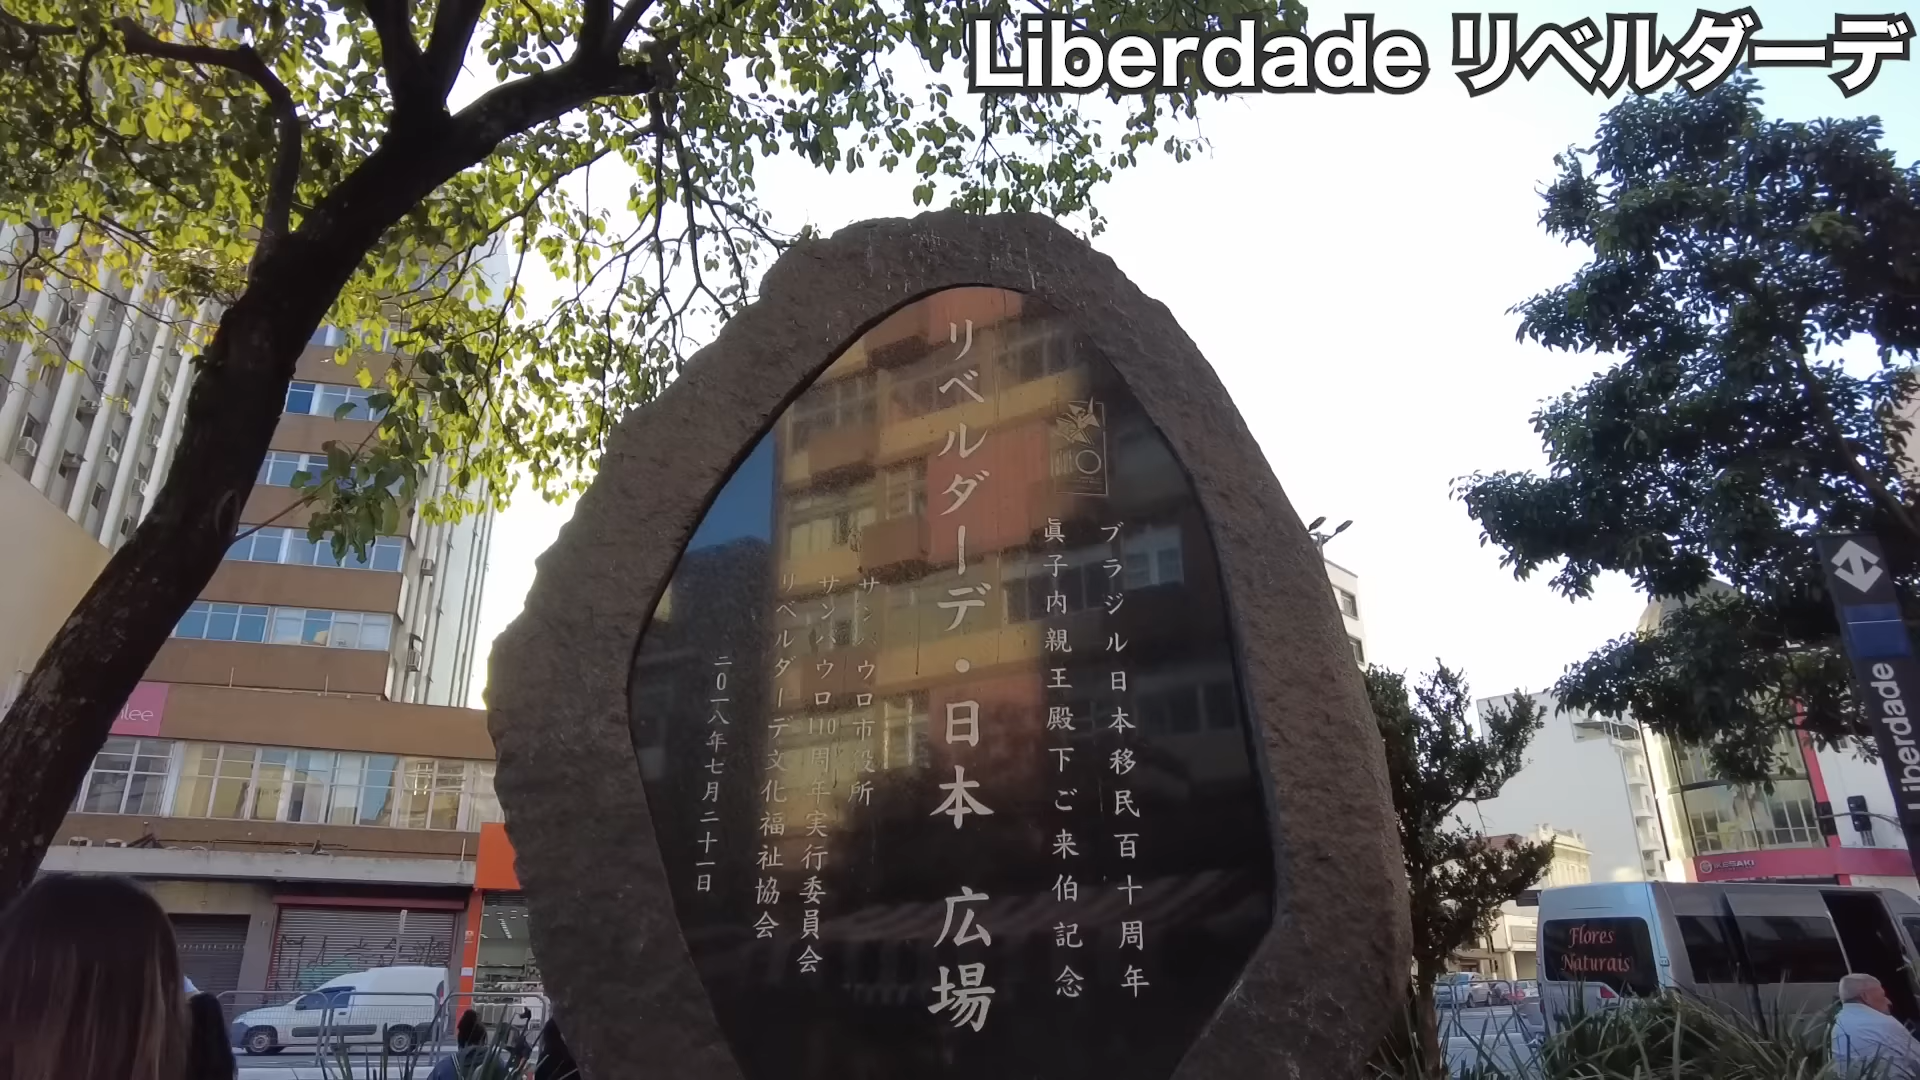 Liberdade リベルダーデ
ブラジル日本移民百十周年
眞子内親王殿下ご来伯記念
リベルダーデ・日本 広場
サンパウロ市役所
サンパウロ110周年実行委員会
リベルダーデ文化福祉協会
二〇一八年七月二十一日
Liberdade
IKESAKI
Flores
Naturais